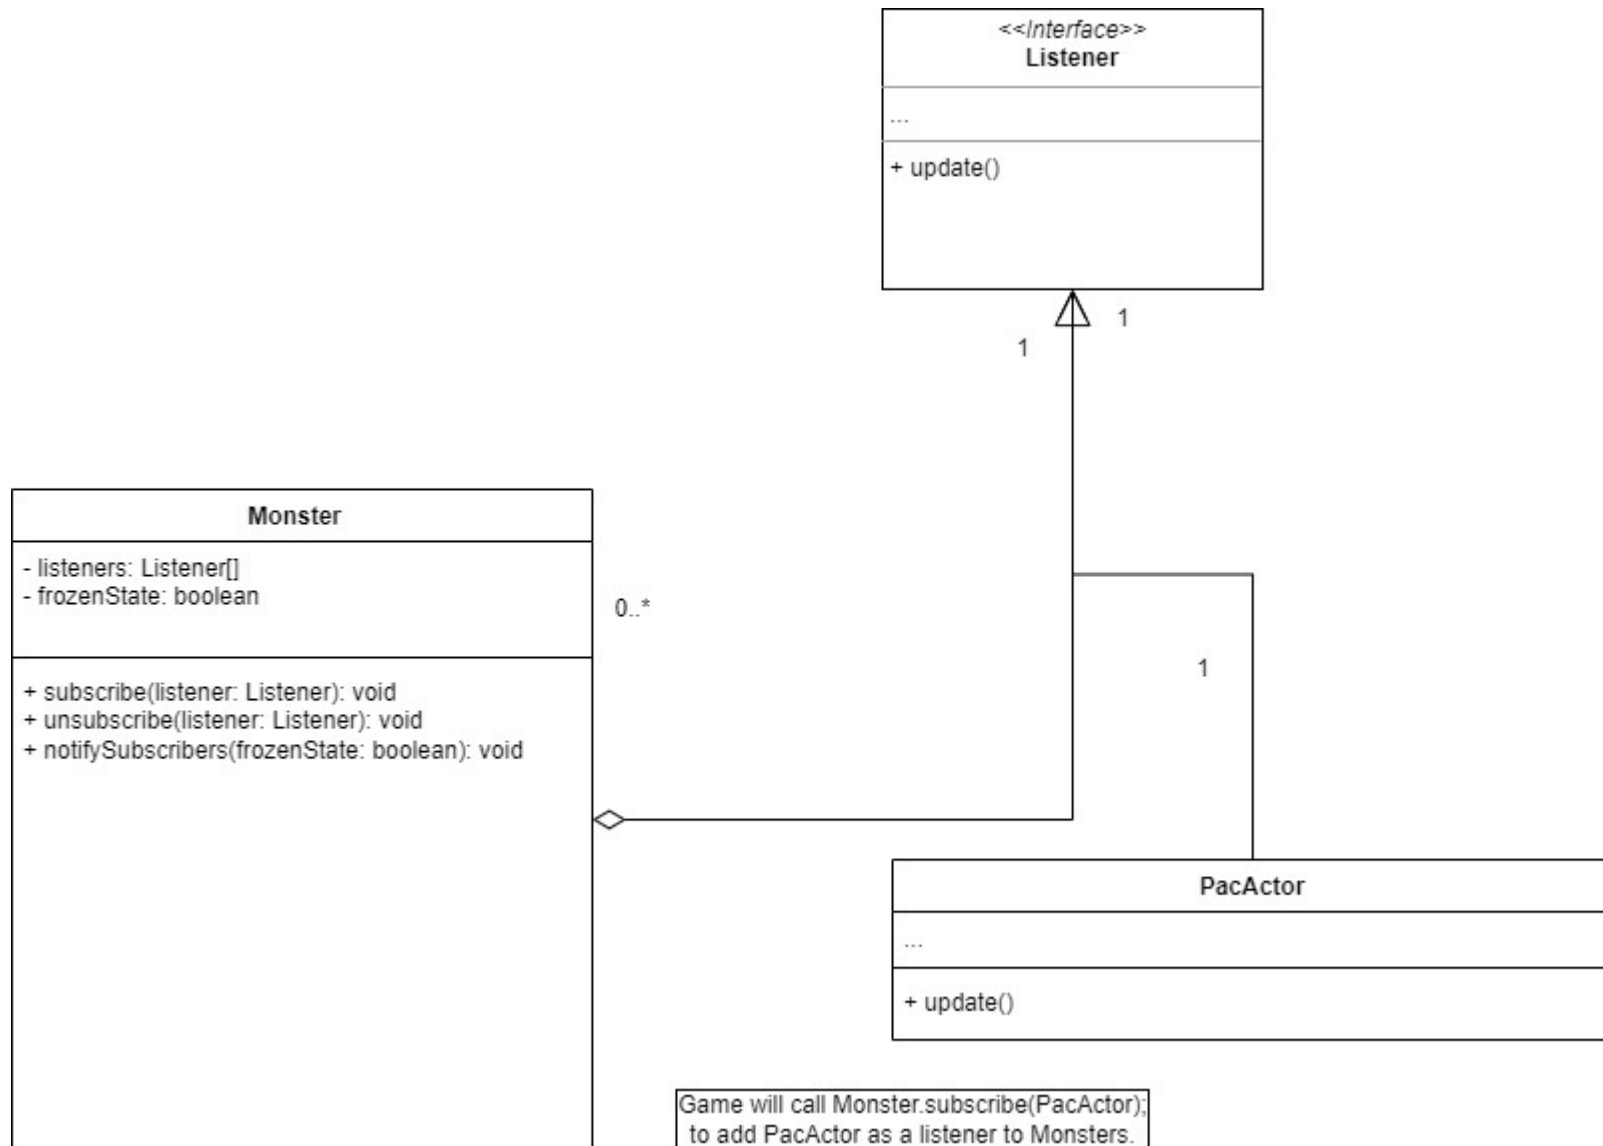 <<Interface>>
Listener
...
+ update()
1
1
Monster
- listeners: Listener[]
- frozenState: boolean
0..*
+ subscribe(listener: Listener): void
+ unsubscribe(listener: Listener): void
+ notifySubscribers(frozenState: boolean): void
1
PacActor
...
+ update()
Game will call Monster.subscribe(PacActor);
to add PacActor as a listener to Monsters.